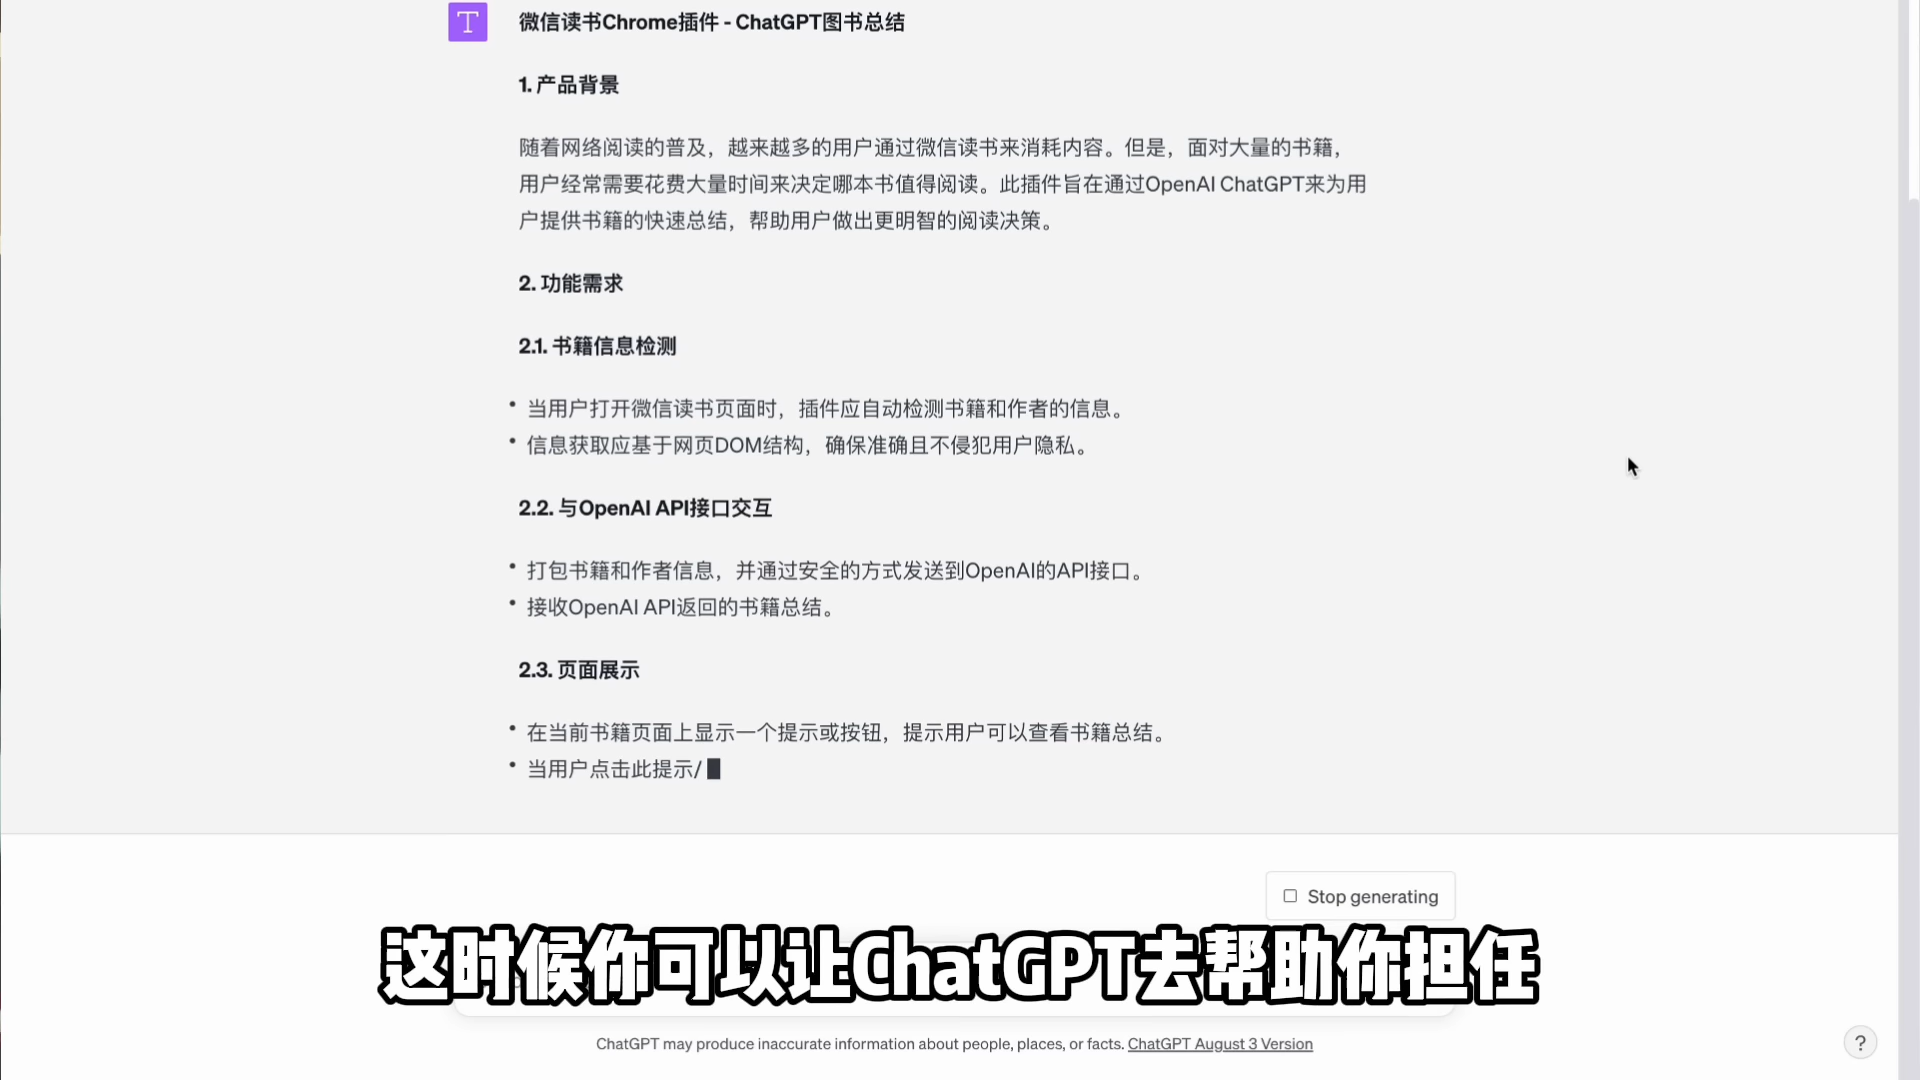 T
微信读书Chrome插件 - ChatGPT图书总结
1. 产品背景
随着网络阅读的普及，越来越多的用户通过微信读书来消耗内容。但是，面对大量的书籍，
用户经常需要花费大量时间来决定哪本书值得阅读。此插件旨在通过OpenAI ChatGPT来为用
户提供书籍的快速总结，帮助用户做出更明智的阅读决策。
2. 功能需求
2.1. 书籍信息检测
• 当用户打开微信读书页面时，插件应自动检测书籍和作者的信息。
• 信息获取应基于网页DOM结构，确保准确且不侵犯用户隐私。
2.2. 与OpenAI API接口交互
• 打包书籍和作者信息，并通过安全的方式发送到OpenAI的API接口。
• 接收OpenAI API返回的书籍总结。
2.3. 页面展示
• 在当前书籍页面上显示一个提示或按钮，提示用户可以查看书籍总结。
• 当用户点击此提示/
Stop generating
这时候你可以让ChatGPT去帮助你担任
ChatGPT may produce inaccurate information about people, places, or facts. ChatGPT August 3 Version
?